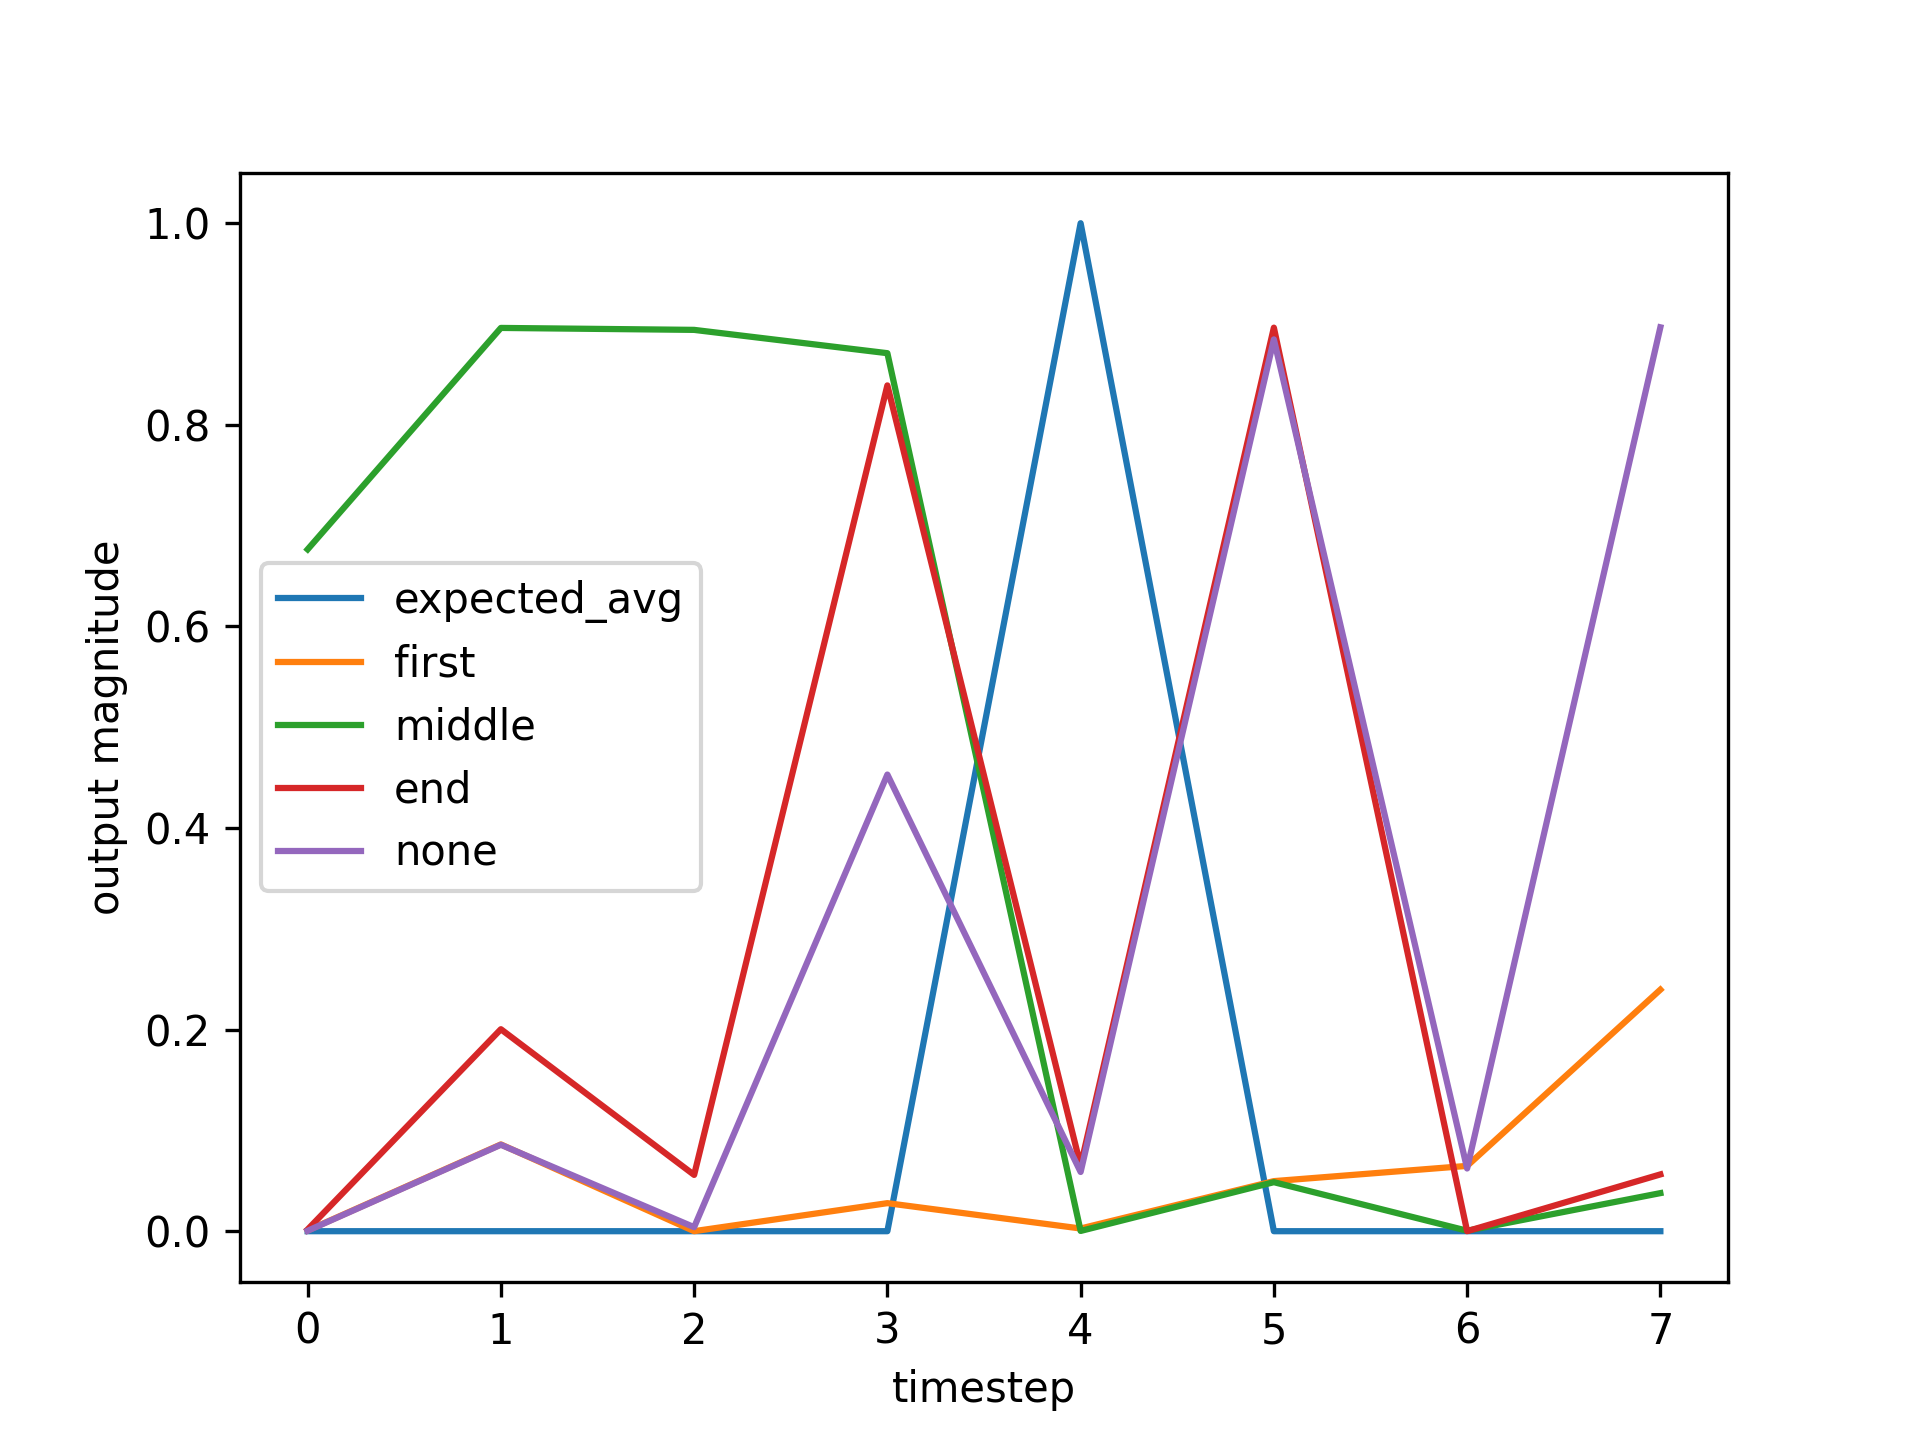 output magnitude
1.0
0.8
0.6
0.4
0.2
0.0
expected_avg
first
middle
end
none
0 1 2 3 4 5 6 7
timestep